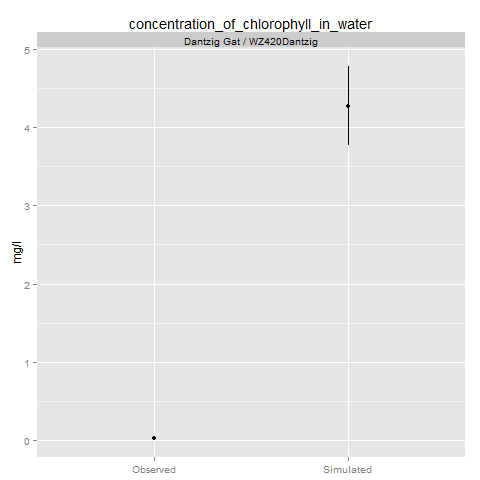 concentration_of_chlorophyll_in_water
Dantzig Gat / WZ420Dantzig
5
4
3
2
1
0
mg/l
Observed Simulated